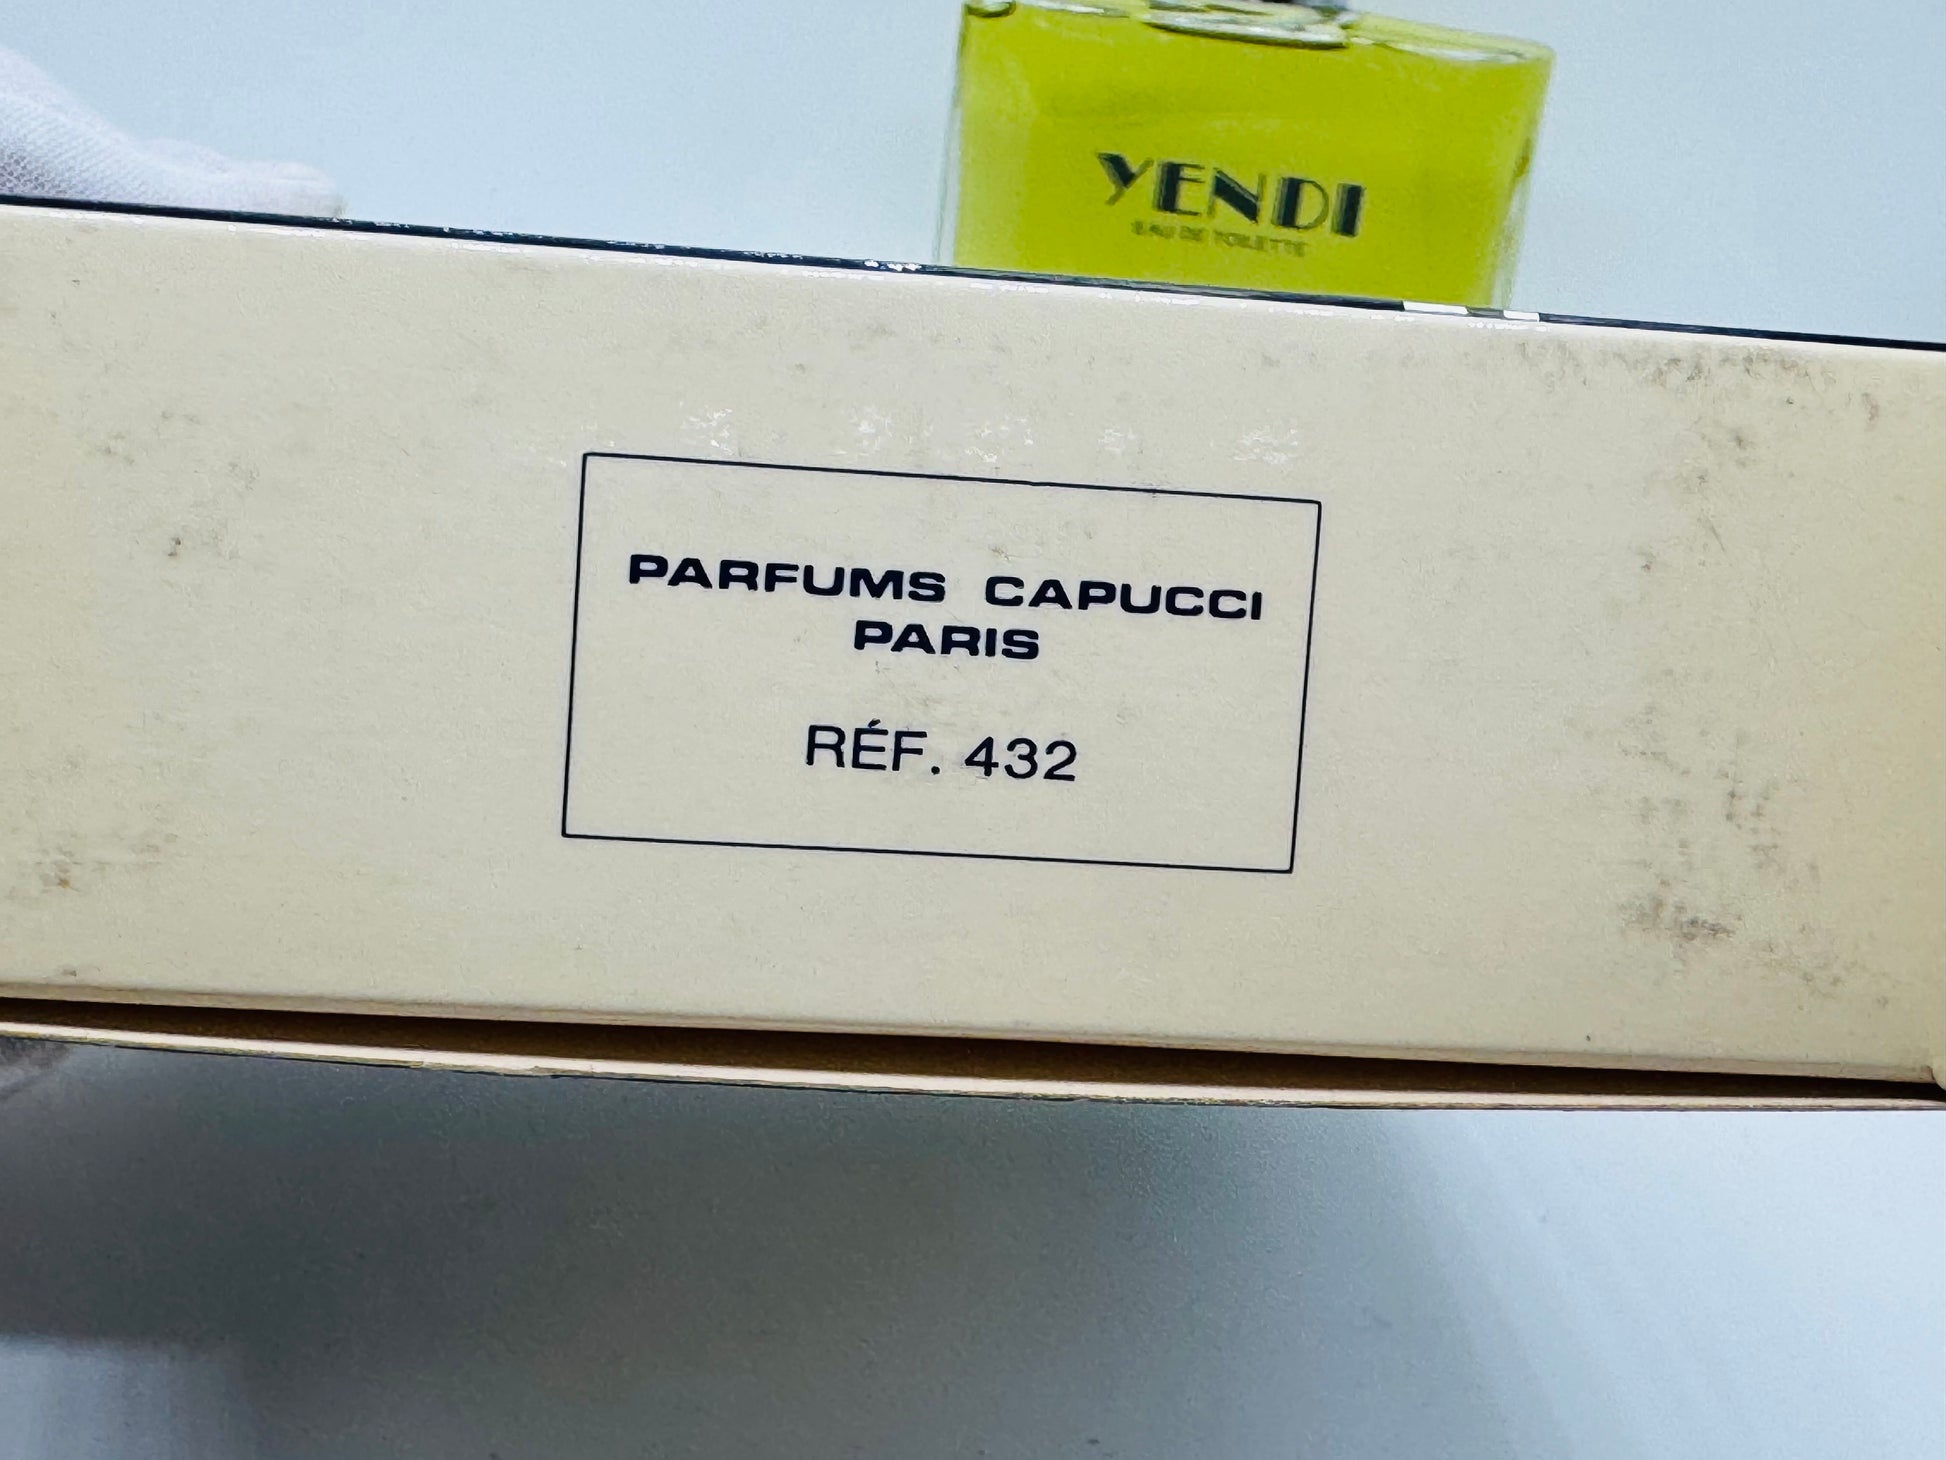 YENDI
EAU DE TOILETTE
PARFUMS CAPUCCI
PARIS
RÉF. 432